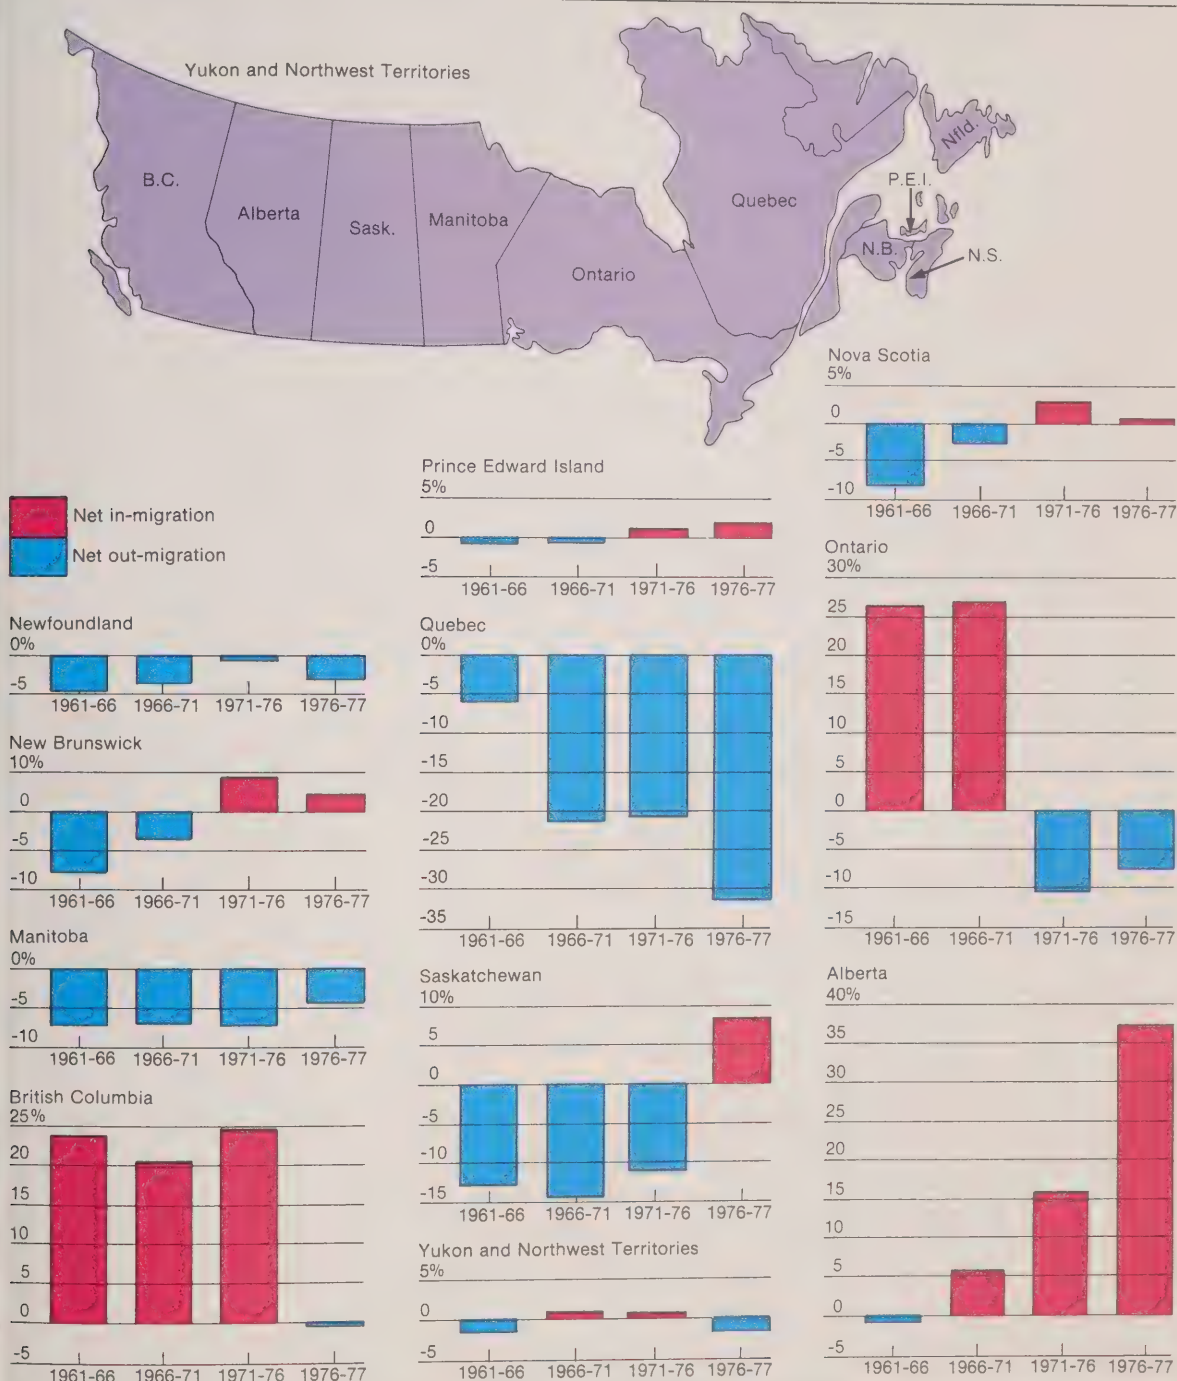 Yukon and Northwest Territories
B.C.
Alberta
Sask.
Manitoba
Ontario
Quebec
Nfld.
P.E.I.
N.B.
N.S.
Net in-migration
Net out-migration
Newfoundland
0%
-5
1961-66 1966-71 1971-76 1976-77
New Brunswick
10%
0
-5
-10
1961-66 1966-71 1971-76 1976-77
Manitoba
0%
-5
-10
1961-66 1966-71 1971-76 1976-77
British Columbia
25%
20
15
10
5
0
-5
1961-66 1966-71 1971-76 1976-77
Prince Edward Island
5%
0
-5
1961-66 1966-71 1971-76 1976-77
Quebec
0%
-5
-10
-15
-20
-25
-30
-35
1961-66 1966-71 1971-76 1976-77
Saskatchewan
10%
5
0
-5
-10
-15
1961-66 1966-71 1971-76 1976-77
Yukon and Northwest Territories
5%
0
-5
1961-66 1966-71 1971-76 1976-77
Nova Scotia
5%
0
-5
-10
1961-66 1966-71 1971-76 1976-77
Ontario
30%
25
20
15
10
5
0
-5
-10
-15
1961-66 1966-71 1971-76 1976-77
Alberta
40%
35
30
25
20
15
10
5
0
-5
1961-66 1966-71 1971-76 1976-77